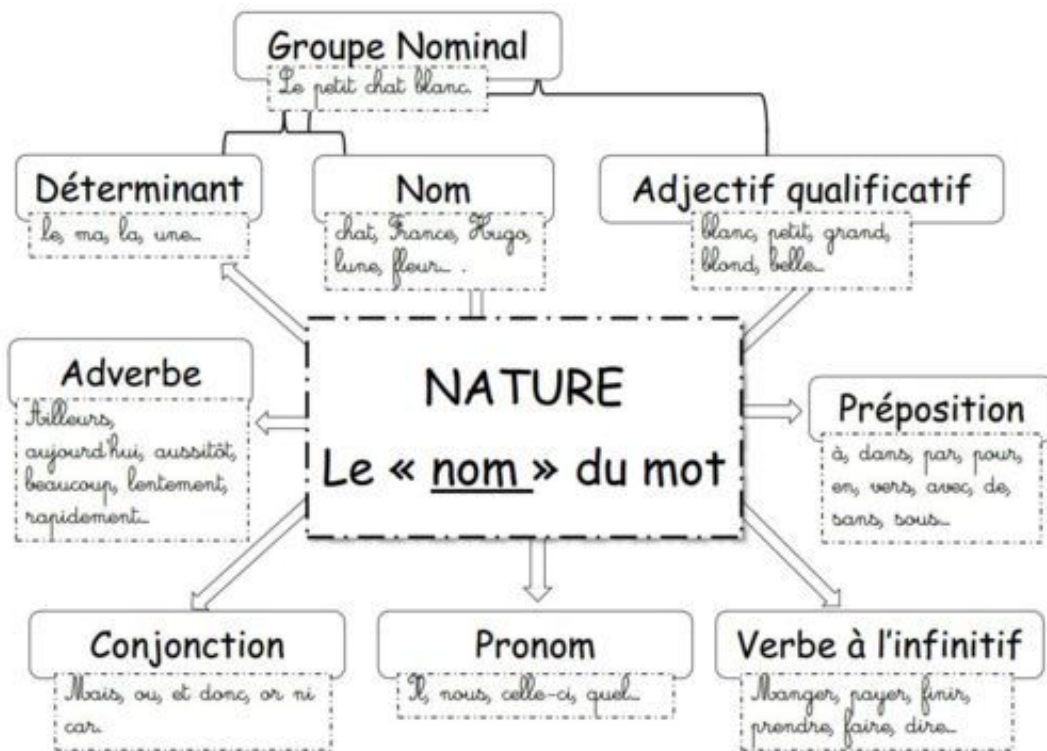 Groupe Nominal
Le petit chat blanc.
Déterminant
Le, ma, la, une...
Nom
chat, France, Hugo,
lune, fleur... .
Adjectif qualificatif
blanc, petit, grand,
blond, belle...
NATURE
Le « nom » du mot
Adverbe
Ailleurs,
aujourd'hui, aussitôt,
beaucoup, lentement,
rapidement...
Préposition
à, dans, par, pour,
en, vers, avec, de,
sans, sous...
Conjonction
Mais, ou, et donc, or ni
car.
Pronom
Il, nous, celle-ci, quel...
Verbe à l'infinitif
Manger, payer, finir,
prendre, faire, dire...